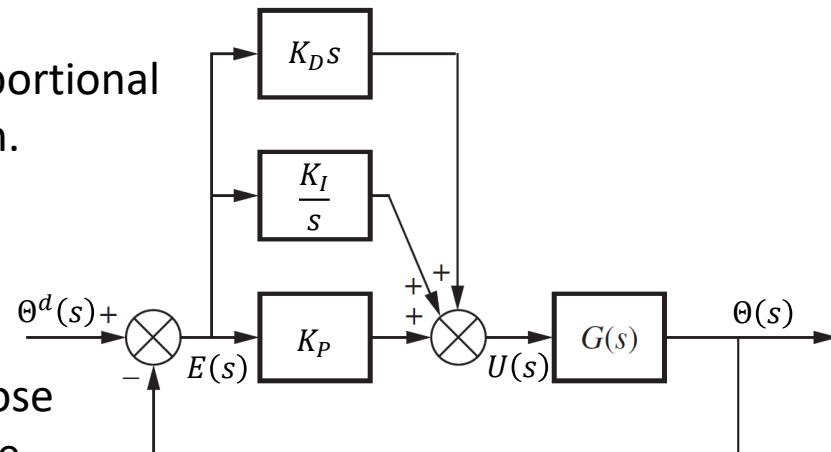 K_D s
portional
n.
K_I
s
+
+
Θ^d(s) +
+
Θ(s)
K_P
G(s)
−
E(s)
U(s)
ose